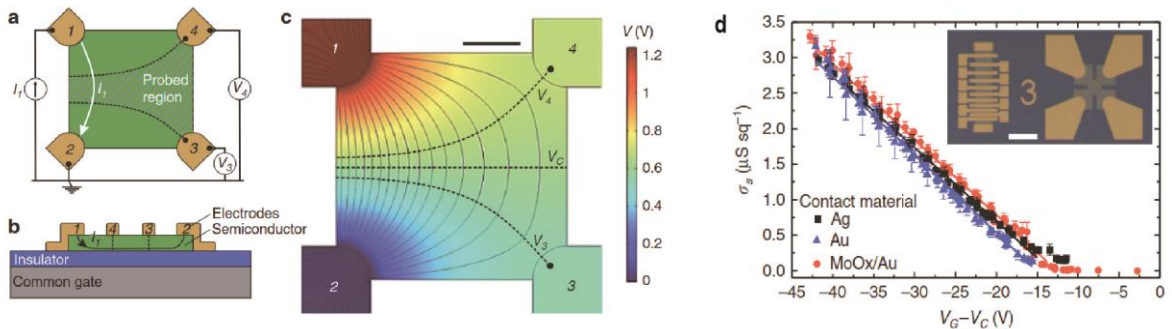 a
1
4
I₁
I₁
Probed
region
V₄
2
3
V₃
b
1 4 3 2
I₁
Electrodes
Semiconductor
Insulator
Common gate
c
1
4
V₄
V_C
V₃
2
3
V (V)
1.2
1
0.8
0.6
0.4
0.2
0
d
3.5
3.0
2.5
2.0
1.5
1.0
0.5
0.0
σₛ (µS sq⁻¹)
3
Contact material
Ag
Au
MoOx/Au
−45 −40 −35 −30 −25 −20 −15 −10 −5 0
V_G–V_C (V)